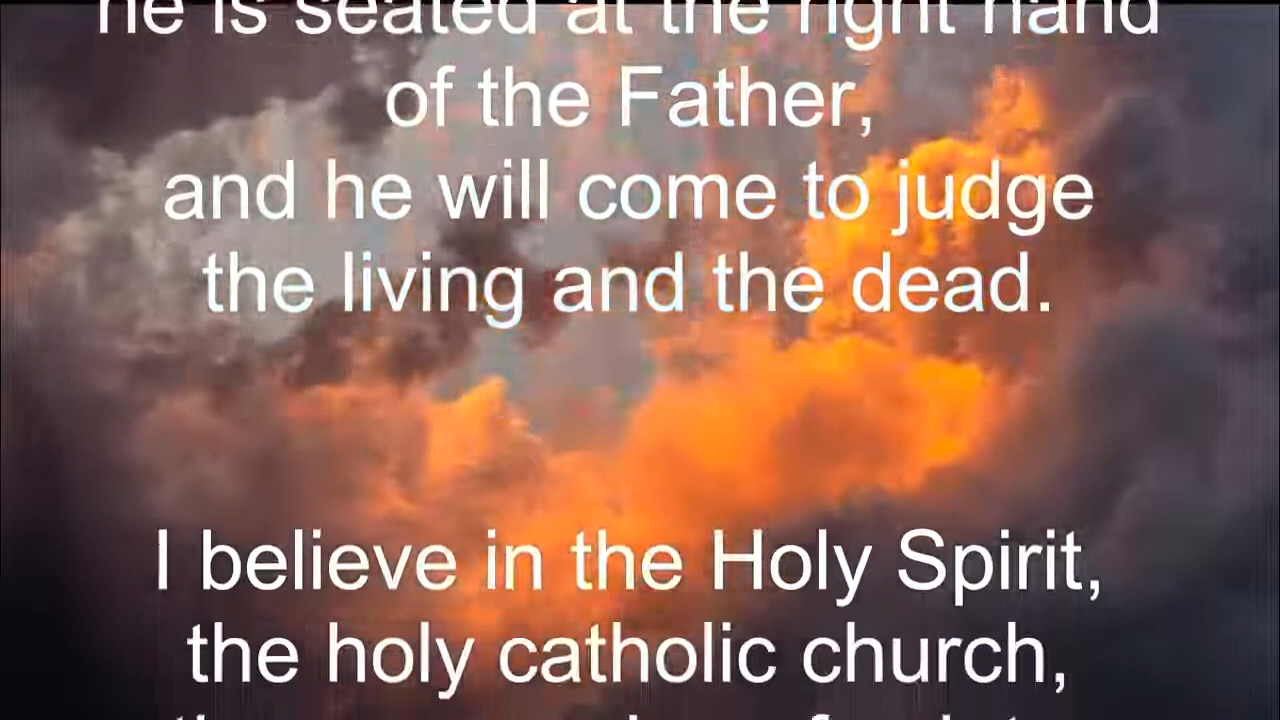 he is seated at the right hand
of the Father,
and he will come to judge
the living and the dead.
I believe in the Holy Spirit,
the holy catholic church,